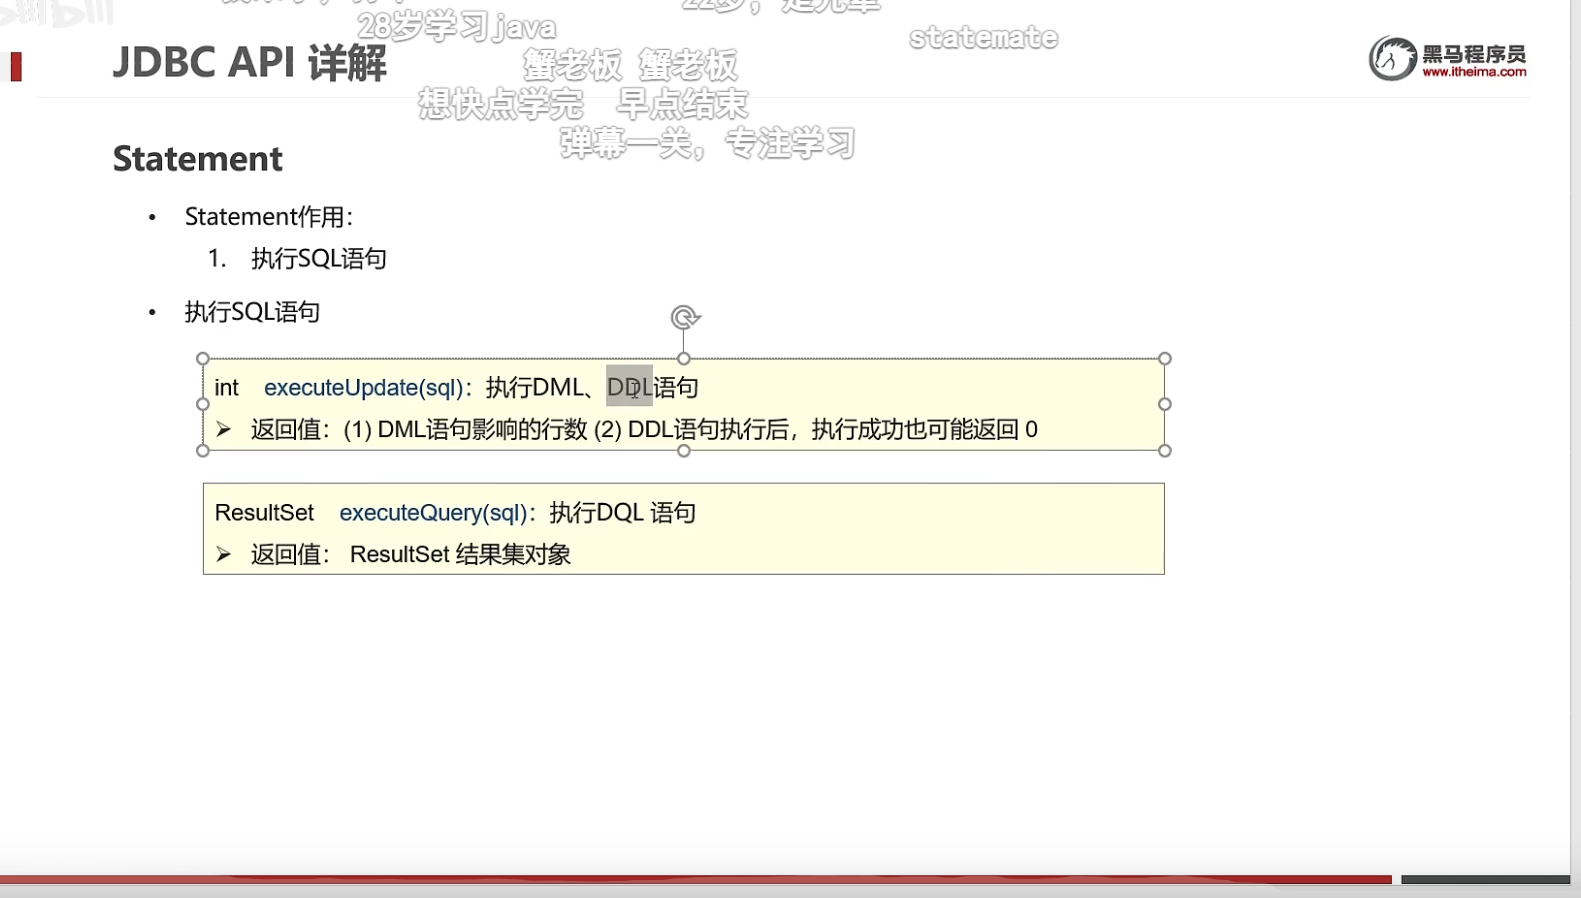 28岁学习java
statemate
JDBC API 详解
蟹老板 蟹老板
黑马程序员
www.itheima.com
想快点学完 早点结束
弹幕一关，专注学习
Statement
• Statement作用：
1. 执行SQL语句
• 执行SQL语句
int executeUpdate(sql)：执行DML、DDL语句
➢ 返回值：(1) DML语句影响的行数 (2) DDL语句执行后，执行成功也可能返回 0
ResultSet executeQuery(sql)：执行DQL 语句
➢ 返回值： ResultSet 结果集对象